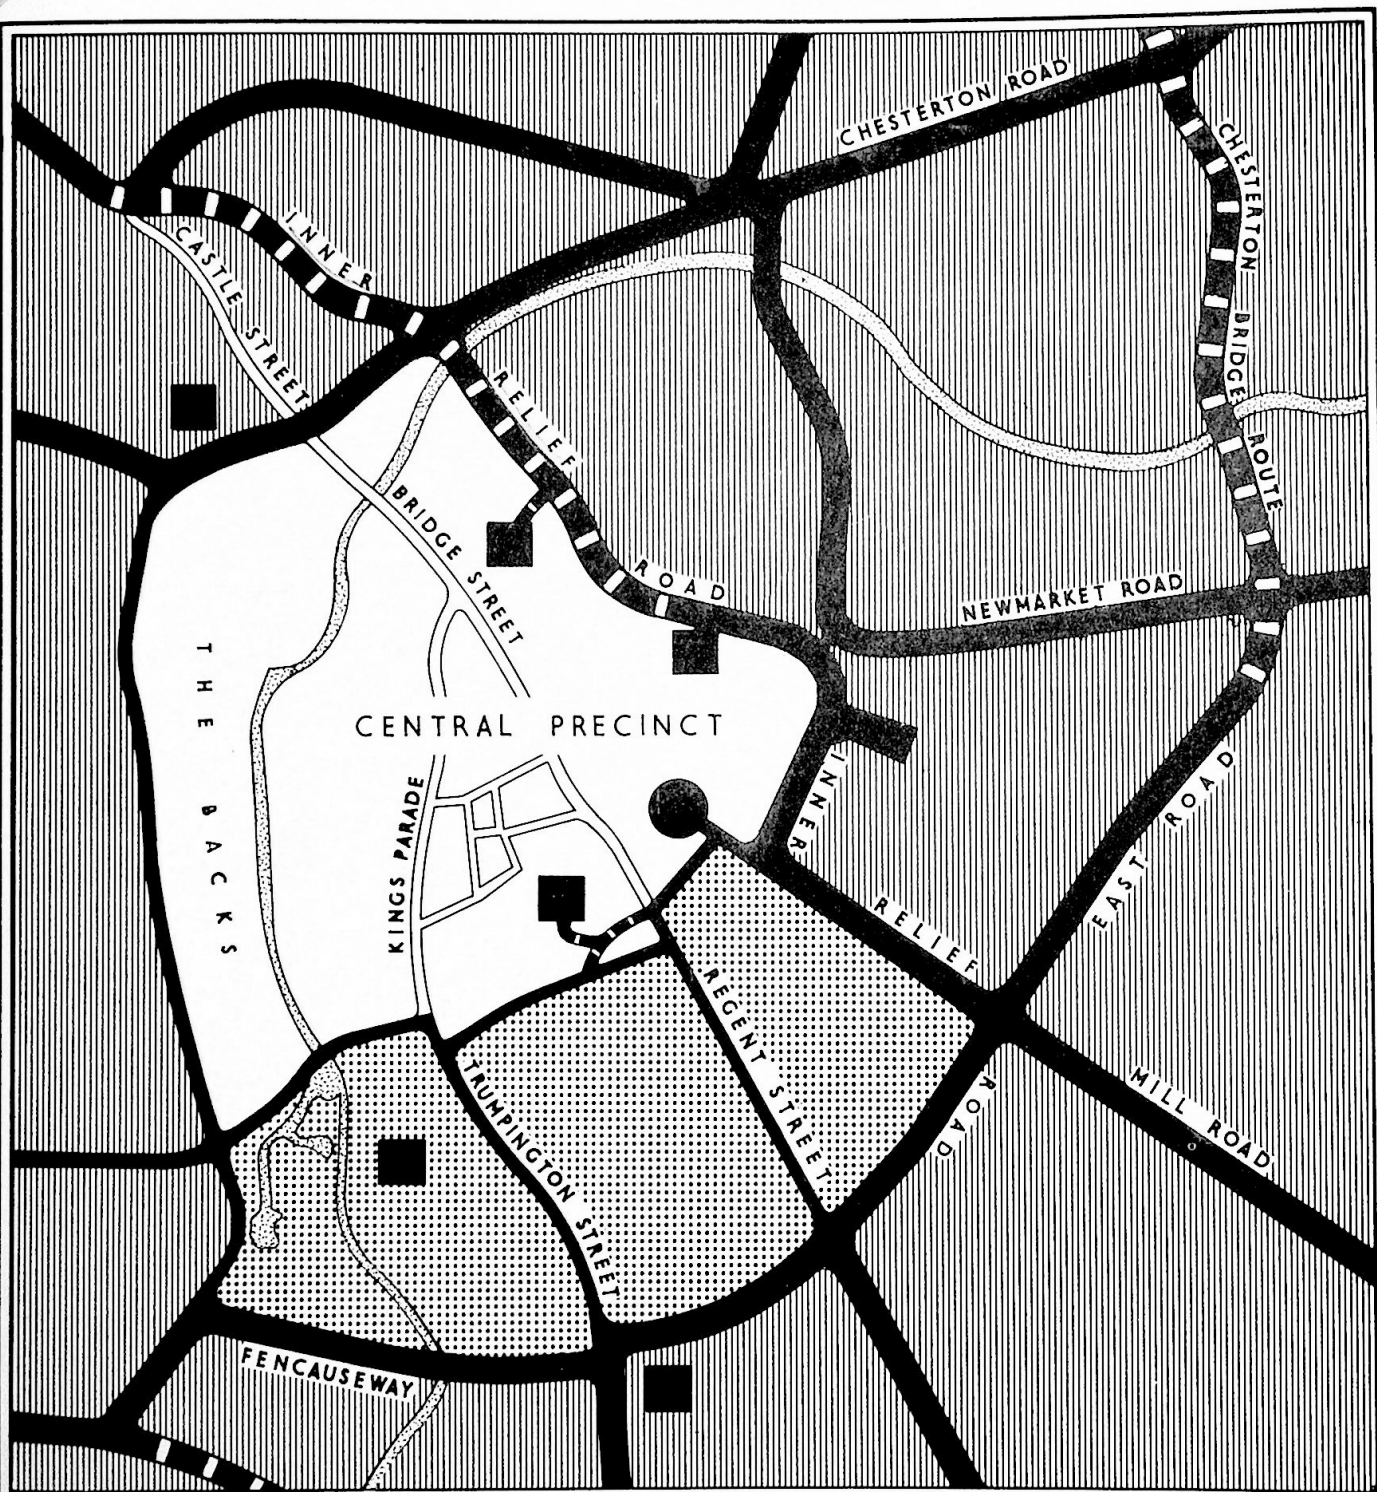 CHESTERTON ROAD
CHESTERTON BRIDGE ROUTE
INNER RELIEF ROAD
CASTLE STREET
BRIDGE STREET
NEWMARKET ROAD
THE BACKS
CENTRAL PRECINCT
KINGS PARADE
INNER RELIEF ROAD
EAST ROAD
REGENT STREET
MILL ROAD
TRUMPINGTON STREET
FENCAUSEWAY